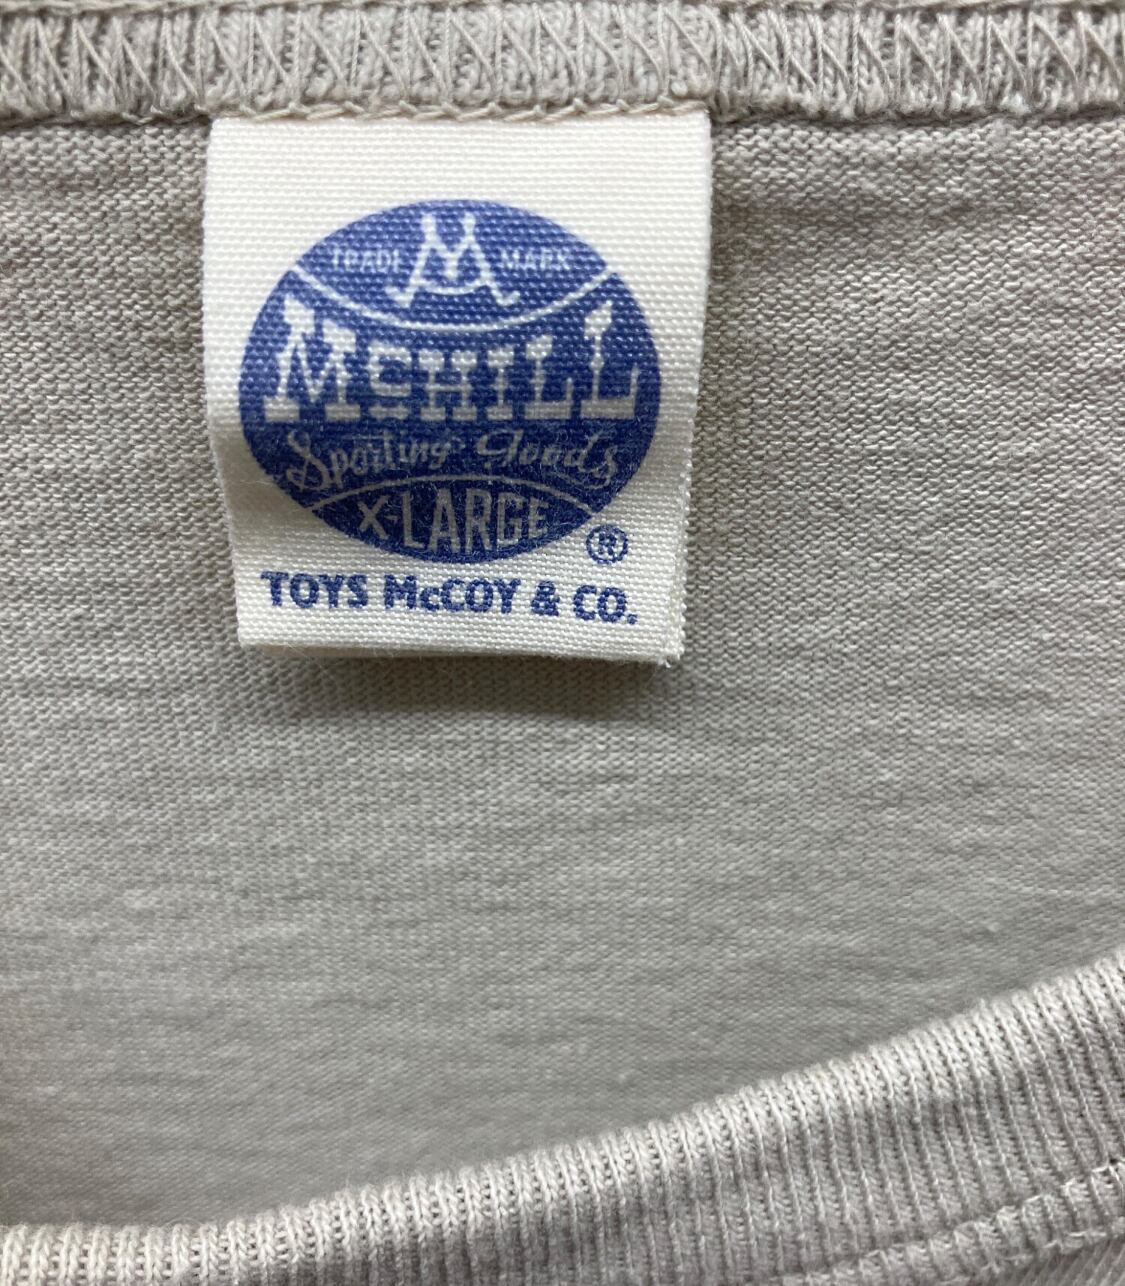 TRADE MARK
McHILL
Sporting Goods
X-LARGE
®
TOYS McCOY & CO.